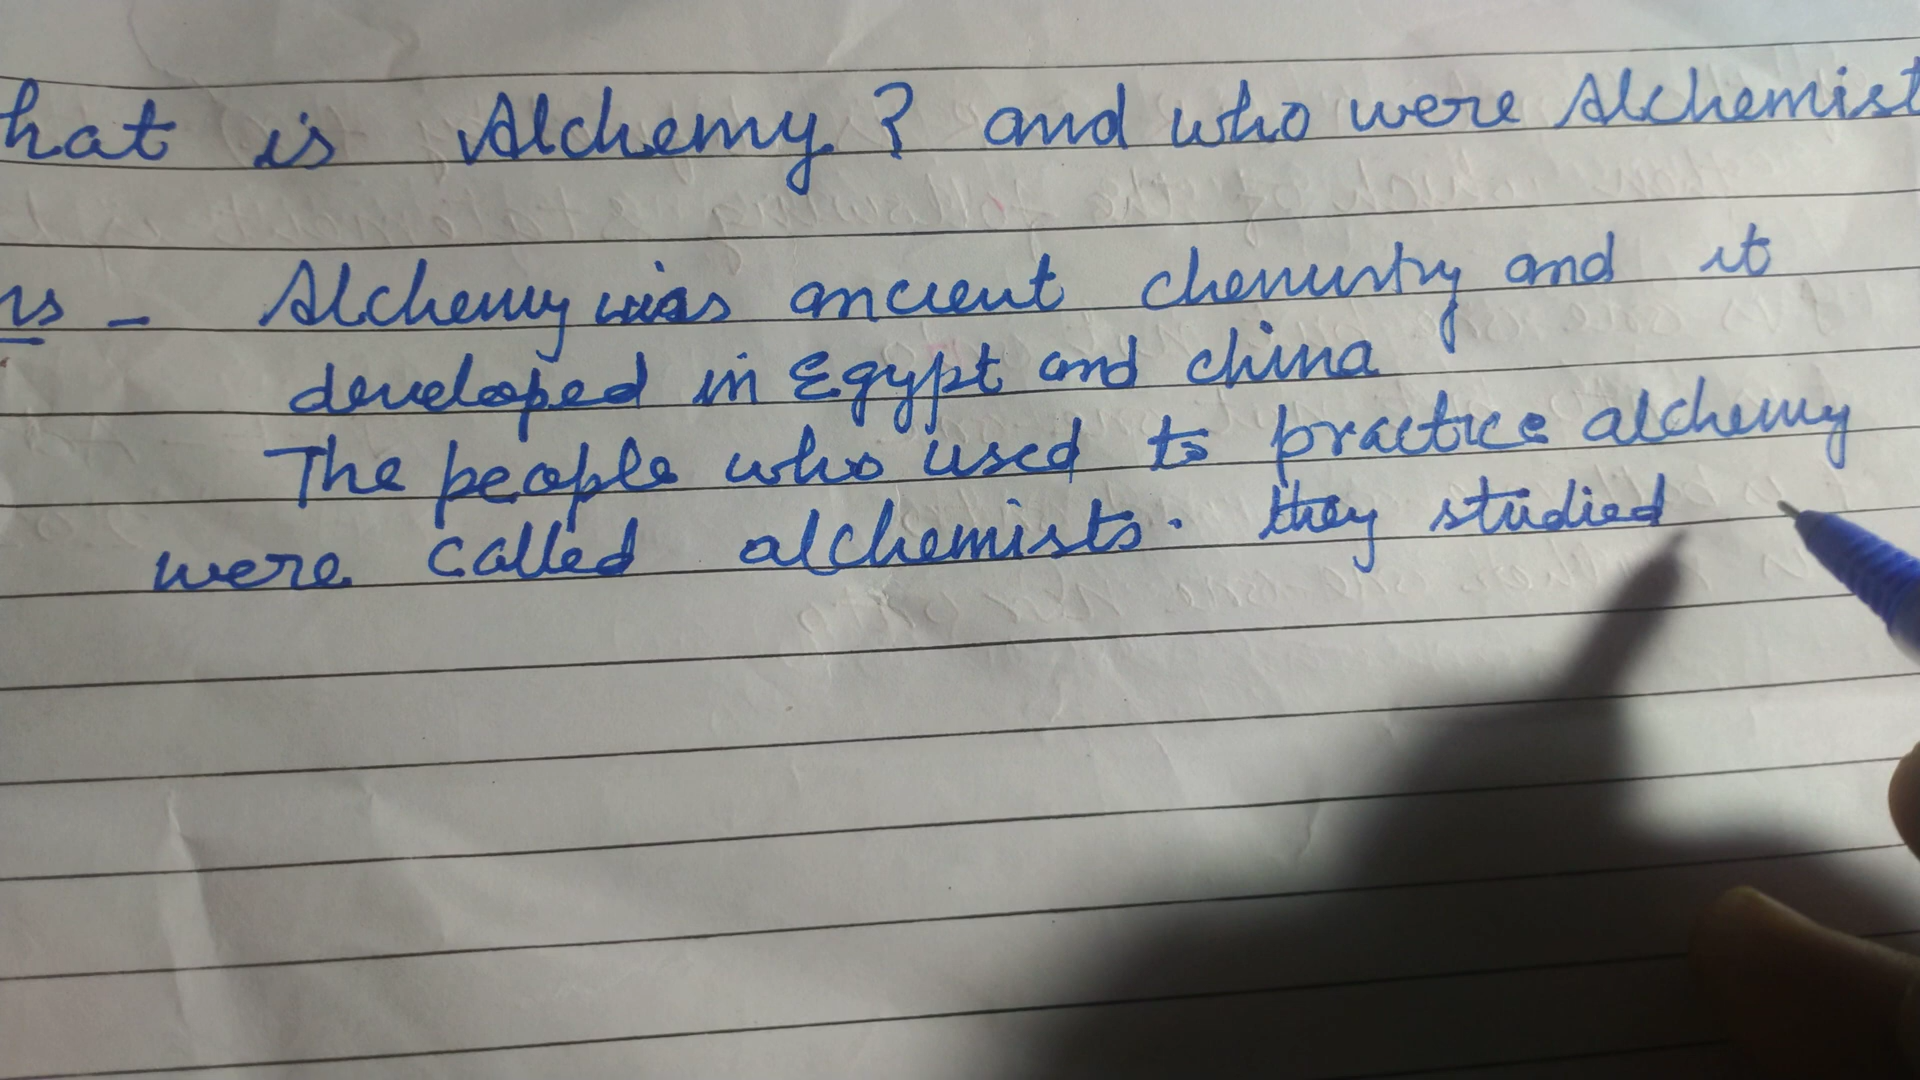 hat is Alchemy? and who were Alchemist
ns - Alchemy was ancient chemistry and it
developed in Egypt and china
The people who used to practice alchemy
were called alchemists. they studied